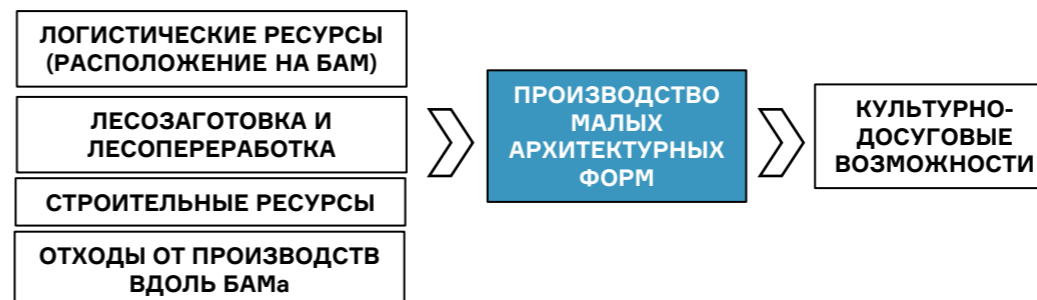 ЛОГИСТИЧЕСКИЕ РЕСУРСЫ
(РАСПОЛОЖЕНИЕ НА БАМ)
ЛЕСОЗАГОТОВКА И
ЛЕСОПЕРЕРАБОТКА
СТРОИТЕЛЬНЫЕ РЕСУРСЫ
ОТХОДЫ ОТ ПРОИЗВОДСТВ
ВДОЛЬ БАМа
ПРОИЗВОДСТВО
МАЛЫХ
АРХИТЕКТУРНЫХ
ФОРМ
КУЛЬТУРНО-
ДОСУГОВЫЕ
ВОЗМОЖНОСТИ